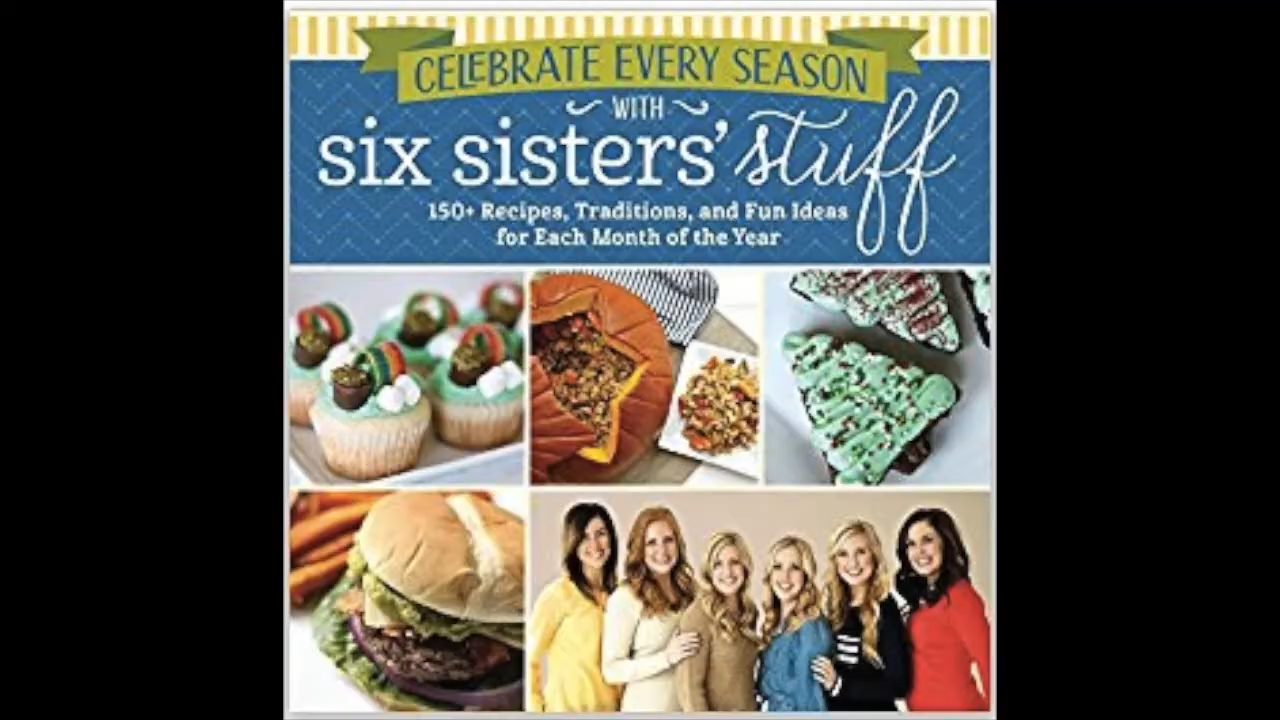 CELEBRATE EVERY SEASON
WITH
six sisters' stuff
150+ Recipes, Traditions, and Fun Ideas
for Each Month of the Year